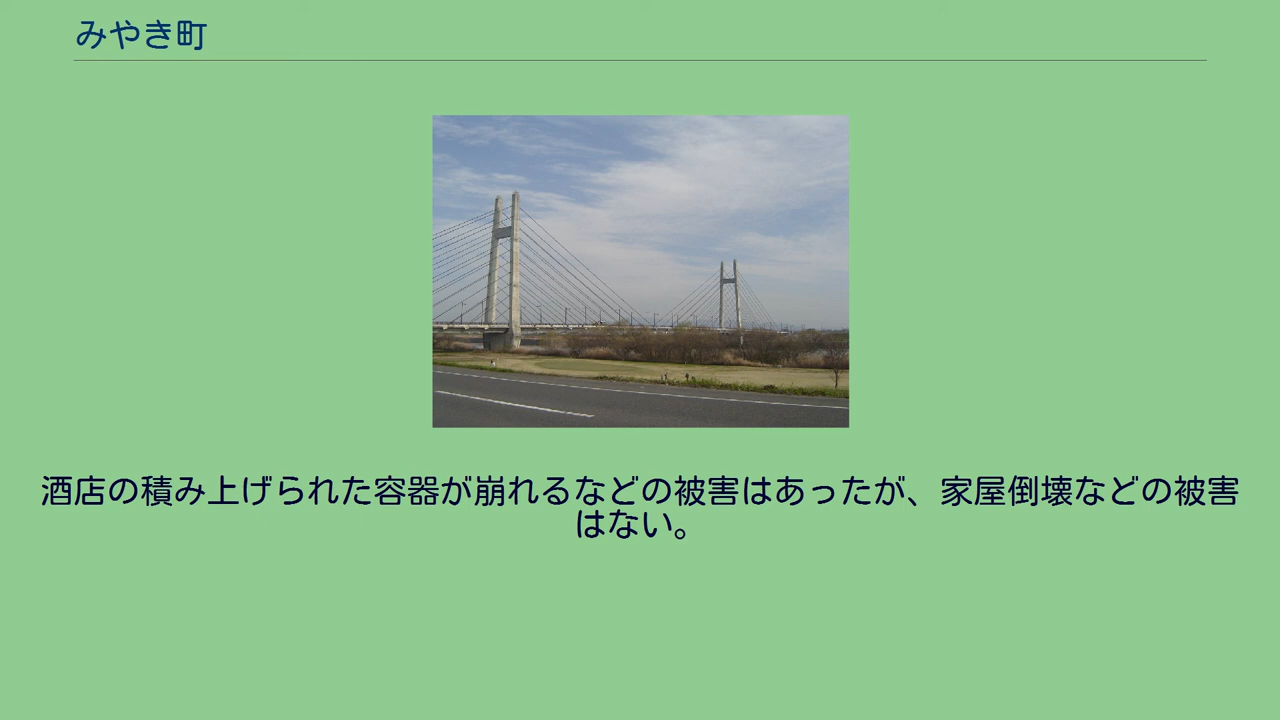 みやき町
酒店の積み上げられた容器が崩れるなどの被害はあったが、家屋倒壊などの被害
はない。